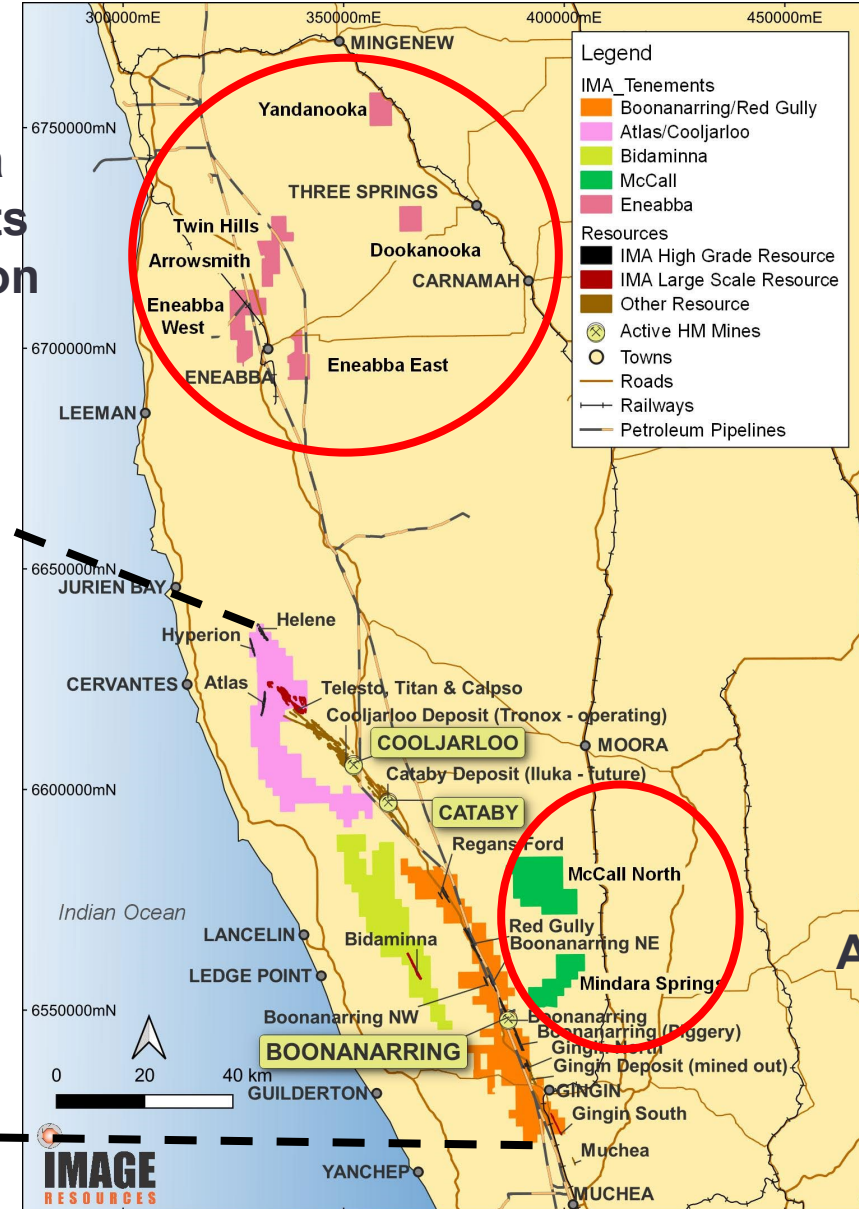 300000mE
350000mE
400000mE
450000mE
MINGENEW
6750000mN
Yandanooka
THREE SPRINGS
Twin Hills
Dookanooka
Arrowsmith
CARNAMAH
Eneabba
West
6700000mN
ENEABBA
Eneabba East
LEEMAN
Legend
IMA_Tenements
Boonanarring/Red Gully
Atlas/Cooljarloo
Bidaminna
McCall
Eneabba
Resources
IMA High Grade Resource
IMA Large Scale Resource
Other Resource
Active HM Mines
Towns
Roads
Railways
Petroleum Pipelines
6650000mN
JURIEN BAY
Helene
Hyperion
CERVANTES
Atlas
Telesto, Titan & Calpso
Cooljarloo Deposit (Tronox - operating)
COOLJARLOO
MOORA
Cataby Deposit (Iluka - future)
6600000mN
CATABY
Regans Ford
McCall North
Indian Ocean
LANCELIN
Bidaminna
Red Gully
Boonanarring NE
LEDGE POINT
Mindara Springs
6550000mN
Boonanarring NW
Boonanarring
Boonanarring (Piggery)
BOONANARRING
Gingin North
Gingin Deposit (mined out)
0 20 40 km
GUILDERTON
GINGIN
Gingin South
Muchea
YANCHEP
MUCHEA
IMAGE
RESOURCES